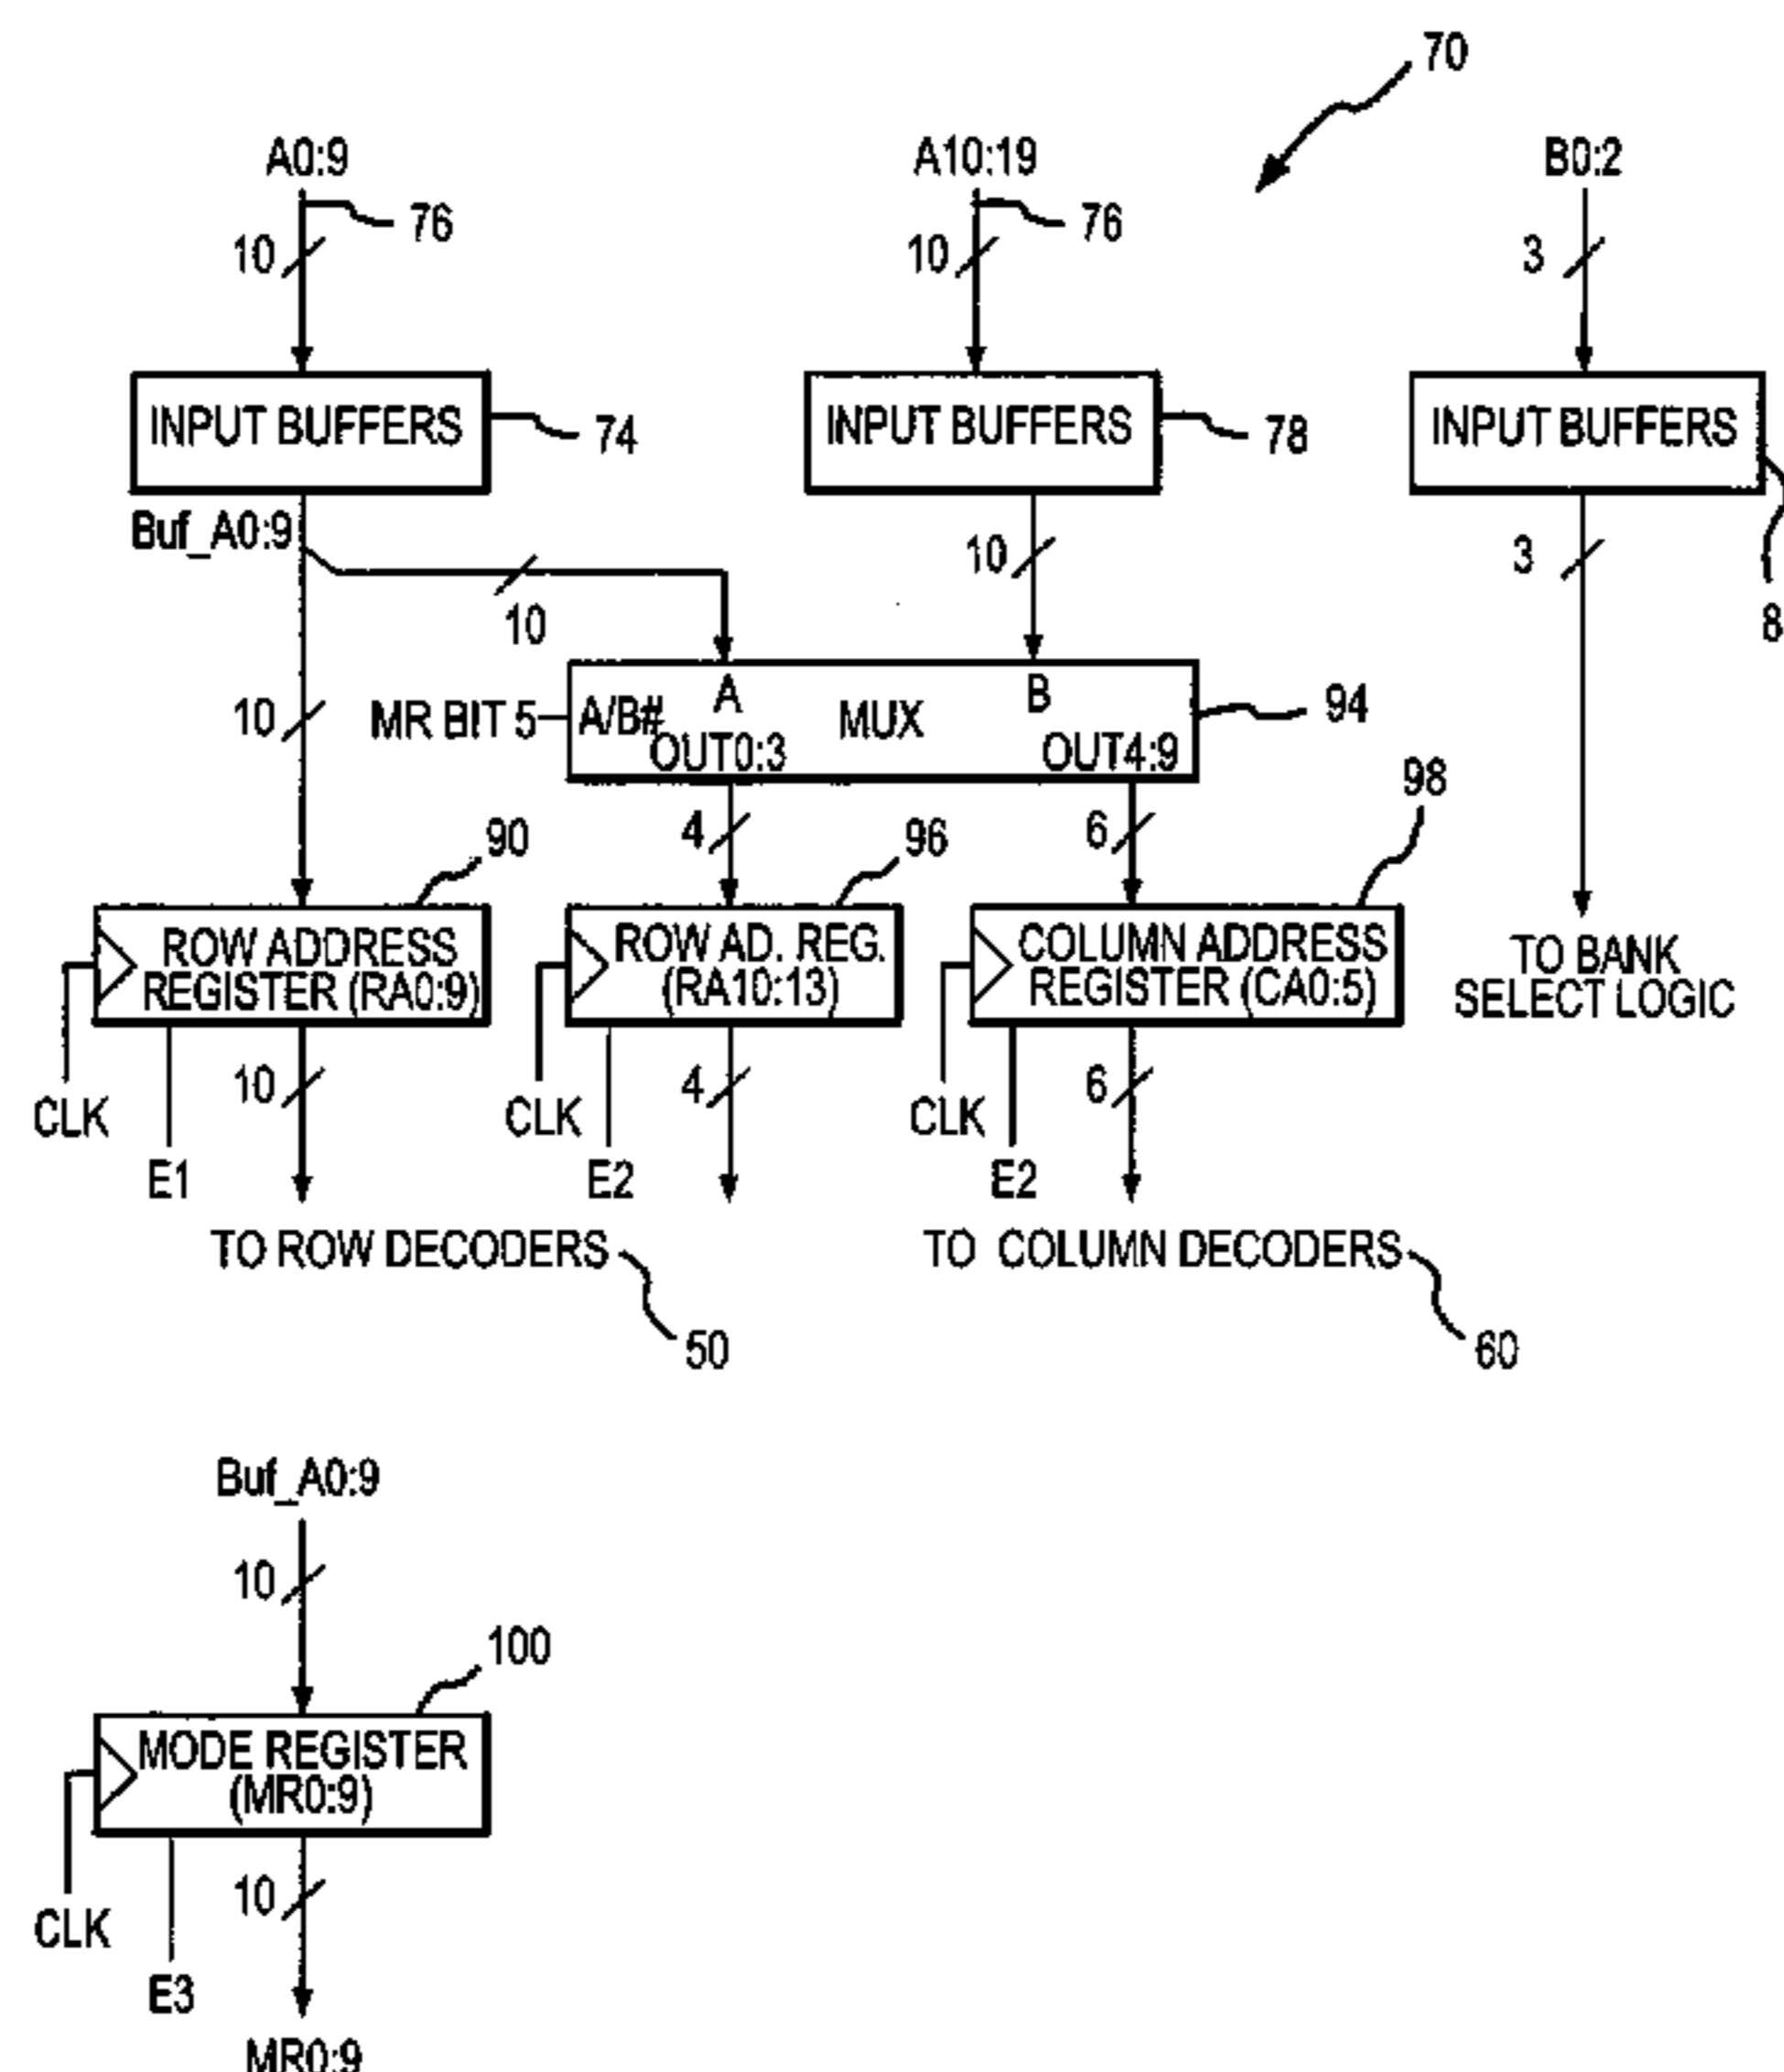 70
A0:9
A10:19
B0:2
76
76
10
10
3
INPUT BUFFERS
INPUT BUFFERS
INPUT BUFFERS
74
78
8
Buf_A0:9
10
10
3
10
MR BIT 5
A/B#
A
MUX
B
OUT0:3
OUT4:9
94
4
6
90
96
98
ROW ADDRESS
REGISTER (RA0:9)
ROW AD. REG.
(RA10:13)
COLUMN ADDRESS
REGISTER (CA0:5)
TO BANK
SELECT LOGIC
CLK
10
CLK
4
CLK
6
E1
E2
E2
TO ROW DECODERS
TO COLUMN DECODERS
50
60
Buf_A0:9
10
100
MODE REGISTER
(MR0:9)
CLK
10
E3
MR0:9